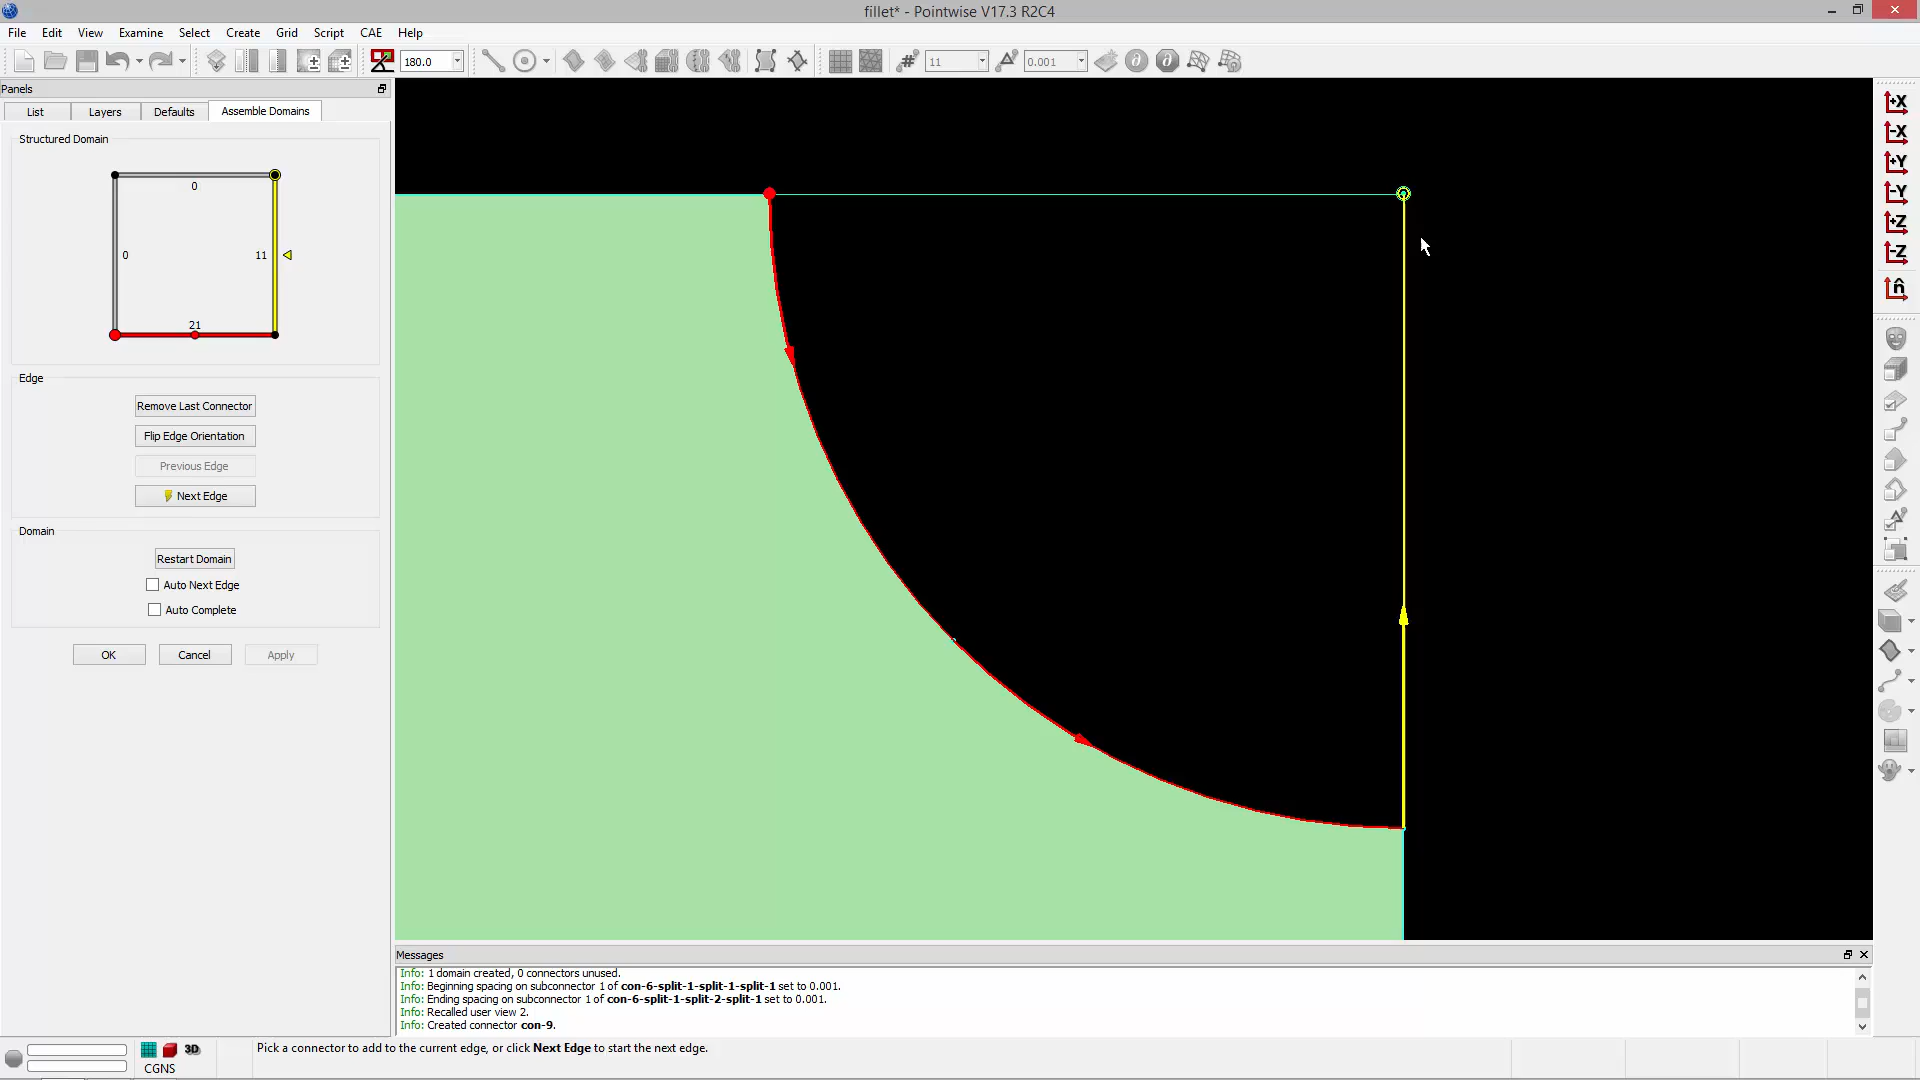 fillet* - Pointwise V17.3 R2C4
File Edit View Examine Select Create Grid Script CAE Help
180.0 11 0.001
Panels
List Layers Defaults Assemble Domains
Structured Domain
0
0 11
21
Edge
Remove Last Connector
Flip Edge Orientation
Previous Edge
Next Edge
Domain
Restart Domain
Auto Next Edge
Auto Complete
OK Cancel Apply
+X
-X
+Y
-Y
+Z
-Z
n̂
Messages
Info: 1 domain created, 0 connectors unused.
Info: Beginning spacing on subconnector 1 of con-6-split-1-split-1-split-1 set to 0.001.
Info: Ending spacing on subconnector 1 of con-6-split-1-split-2-split-1 set to 0.001.
Info: Recalled user view 2.
Info: Created connector con-9.
3D
CGNS
Pick a connector to add to the current edge, or click Next Edge to start the next edge.